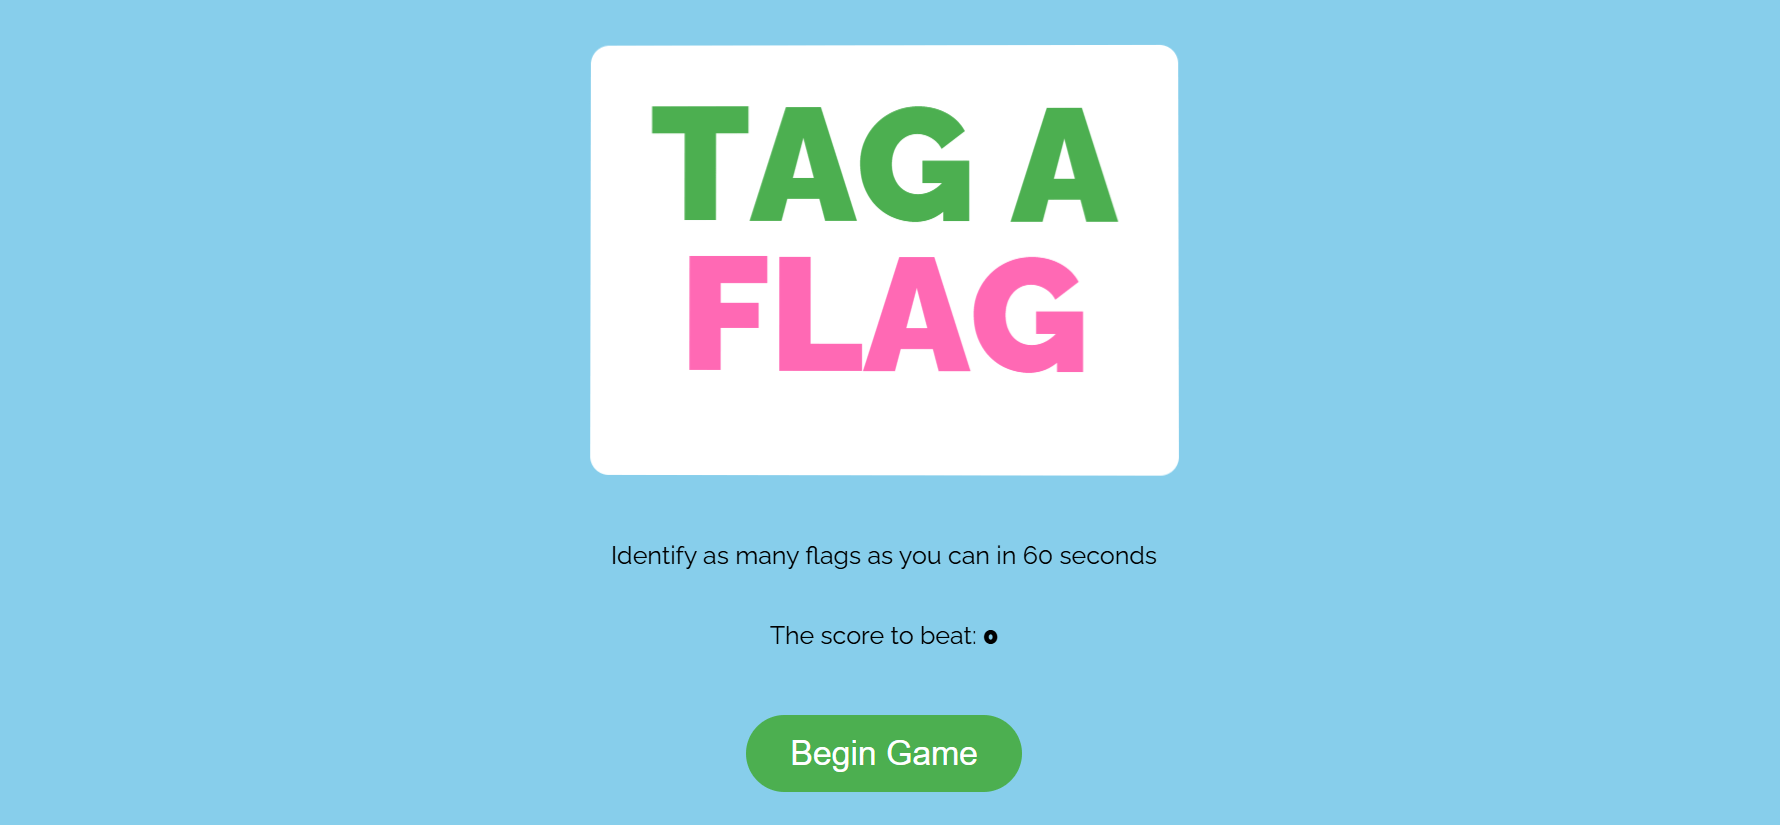 TAG A
FLAG
Identify as many flags as you can in 60 seconds
The score to beat: 0
Begin Game